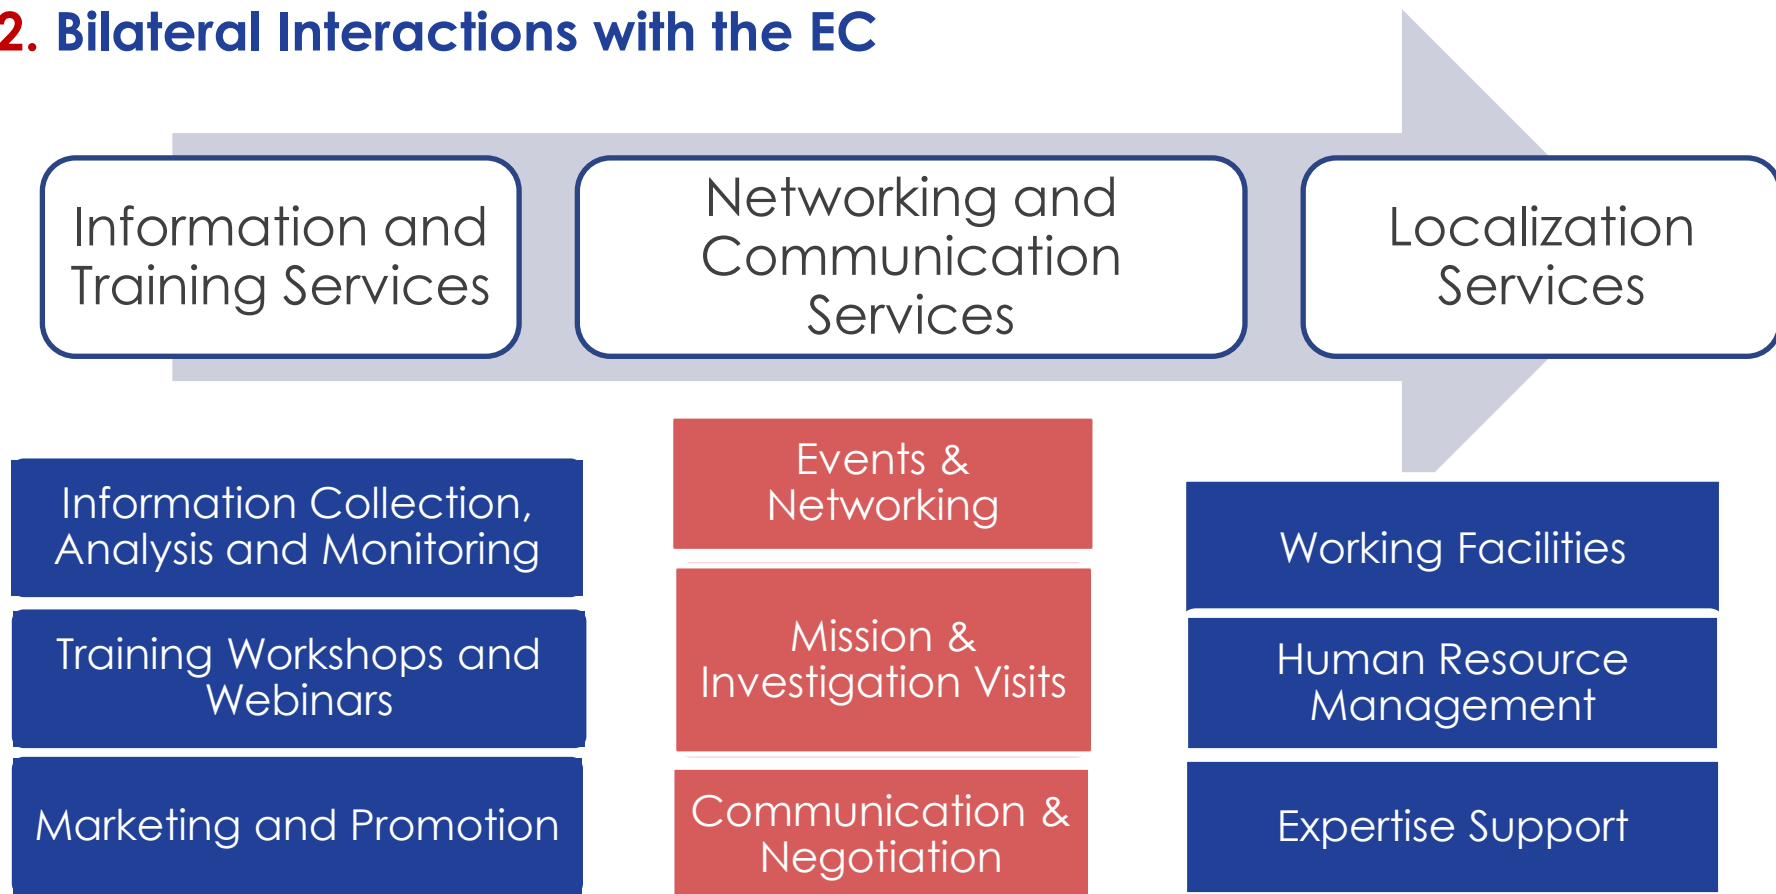 2. Bilateral Interactions with the EC
Information and
Training Services
Networking and
Communication
Services
Localization
Services
Information Collection,
Analysis and Monitoring
Training Workshops and
Webinars
Marketing and Promotion
Events &
Networking
Mission &
Investigation Visits
Communication &
Negotiation
Working Facilities
Human Resource
Management
Expertise Support